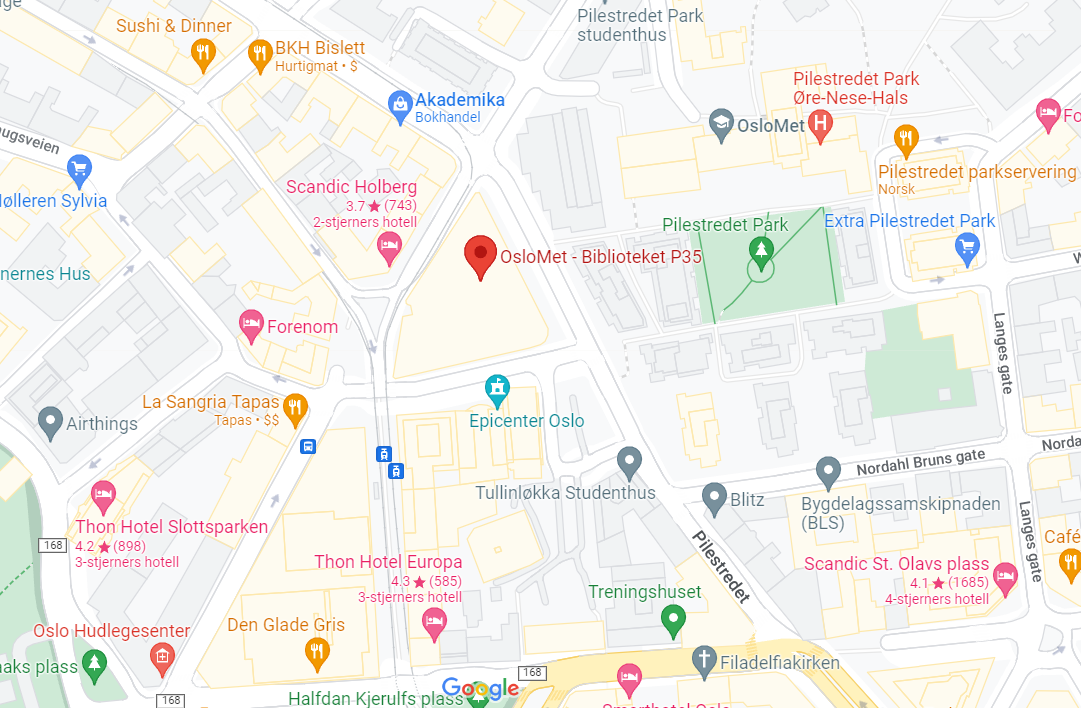 Pilestredet Park
studenthus
Sushi & Dinner
BKH Bislett
Hurtigmat • $
Pilestredet Park
Øre-Nese-Hals
Akademika
Bokhandel
OsloMet
H
Fo
ugsveien
Pilestredet parkservering
Norsk
Scandic Holberg
3.7 ★ (743)
2-stjerners hotell
Mølleren Sylvia
Pilestredet Park
Extra Pilestredet Park
OsloMet - Biblioteket P35
nernes Hus
Forenom
Langes gate
La Sangria Tapas
Tapas • $$
Airthings
Epicenter Oslo
Nordahl Bruns gate
Norda
Tullinløkka Studenthus
Blitz
Bygdelagssamskipnaden
(BLS)
Thon Hotel Slottsparken
4.2 ★ (898)
3-stjerners hotell
168
Pilestredet
Langes gate
Café
Thon Hotel Europa
4.3 ★ (585)
3-stjerners hotell
Scandic St. Olavs plass
4.1 ★ (1685)
4-stjerners hotell
Treningshuset
Oslo Hudlegesenter
Den Glade Gris
aks plass
Filadelfiakirken
168
Google
168
Halfdan Kjerulfs plass
Smarthotel Oslo